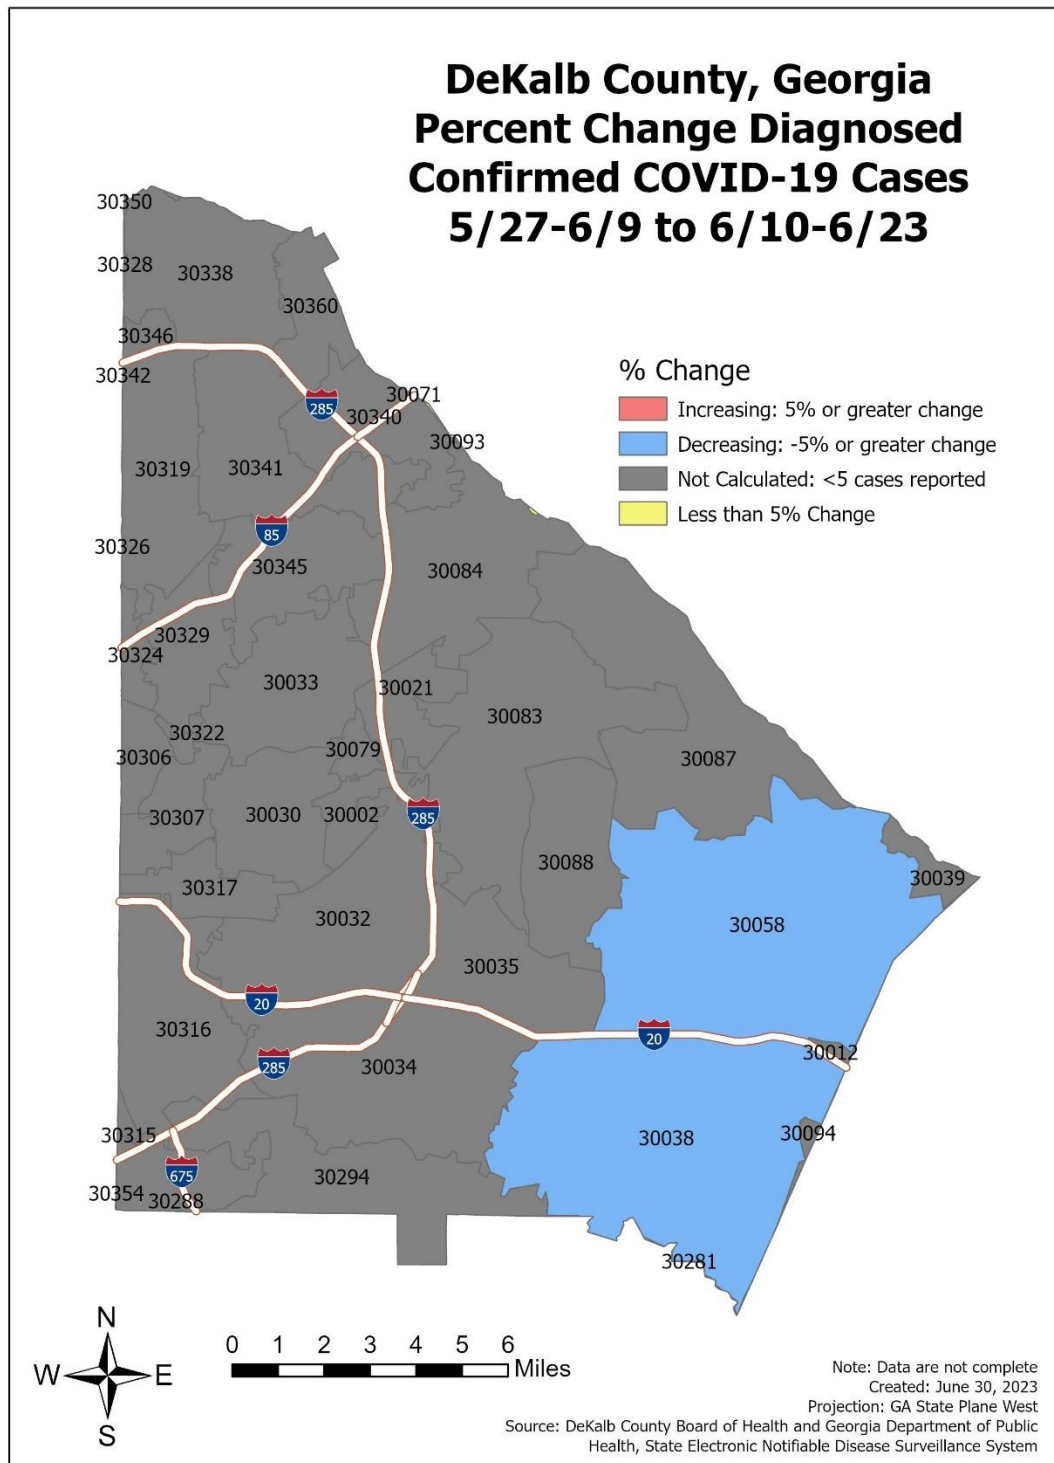 DeKalb County, Georgia
Percent Change Diagnosed
Confirmed COVID-19 Cases
5/27-6/9 to 6/10-6/23
% Change
Increasing: 5% or greater change
Decreasing: -5% or greater change
Not Calculated: <5 cases reported
Less than 5% Change
30350
30328
30338
30360
30346
30342
285
30071
30340
30093
30319
30341
85
30326
30345
30084
30329
30324
30033
30021
30083
30322
30079
30306
30087
30307
30030
30002
285
30088
30039
30317
30032
30058
30035
20
30316
20
30012
285
30034
30315
30038
30094
675
30354
30288
30294
30281
N
W
E
S
0 1 2 3 4 5 6
Miles
Note: Data are not complete
Created: June 30, 2023
Projection: GA State Plane West
Source: DeKalb County Board of Health and Georgia Department of Public
Health, State Electronic Notifiable Disease Surveillance System